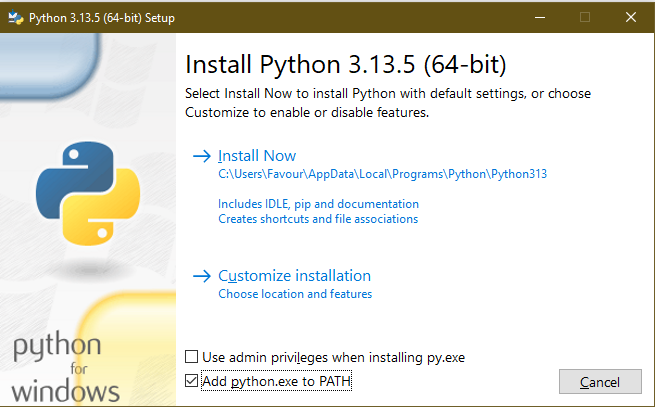 Python 3.13.5 (64-bit) Setup
Install Python 3.13.5 (64-bit)
Select Install Now to install Python with default settings, or choose
Customize to enable or disable features.
Install Now
C:\Users\Favour\AppData\Local\Programs\Python\Python313
Includes IDLE, pip and documentation
Creates shortcuts and file associations
Customize installation
Choose location and features
python
for
windows
Use admin privileges when installing py.exe
Add python.exe to PATH
Cancel